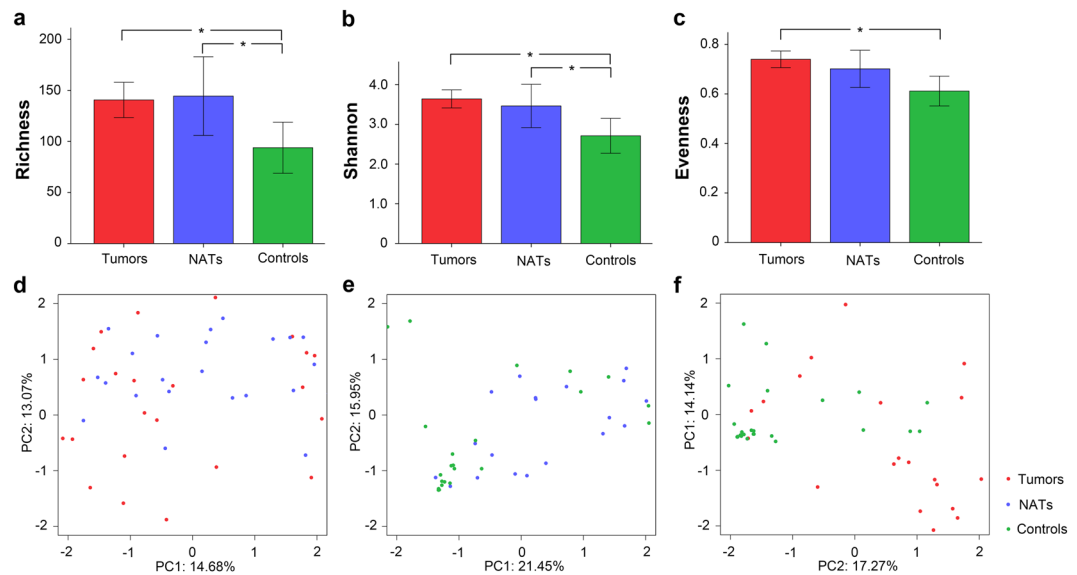 a
Richness
200
150
100
50
0
*
*
Tumors NATs Controls
b
Shannon
4.0
3.0
2.0
1.0
0
*
*
Tumors NATs Controls
c
Evenness
0.8
0.6
0.4
0.2
0
*
Tumors NATs Controls
d
PC2: 13.07%
2
1
0
-1
-2
-2 -1 0 1 2
PC1: 14.68%
e
PC2: 15.95%
2
1
0
-1
-2
-2 -1 0 1 2
PC1: 21.45%
f
PC1: 14.14%
2
1
0
-1
-2
-2 -1 0 1 2
PC2: 17.27%
Tumors
NATs
Controls